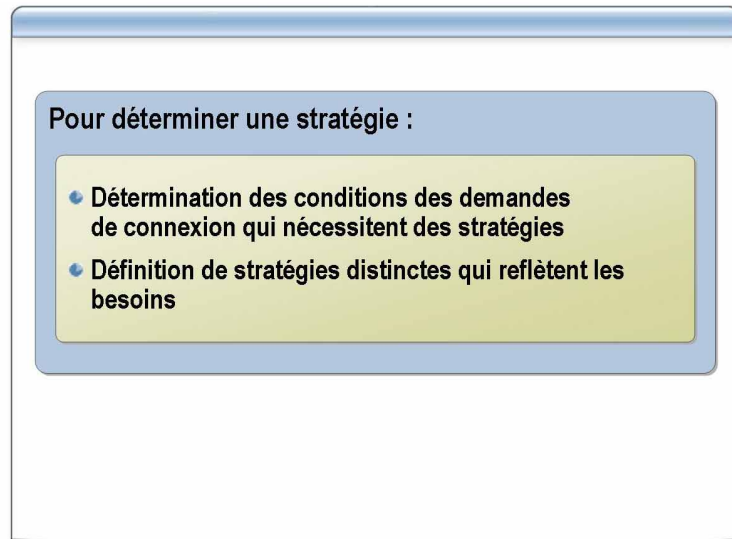 Pour déterminer une stratégie :
Détermination des conditions des demandes
de connexion qui nécessitent des stratégies
Définition de stratégies distinctes qui reflètent les
besoins